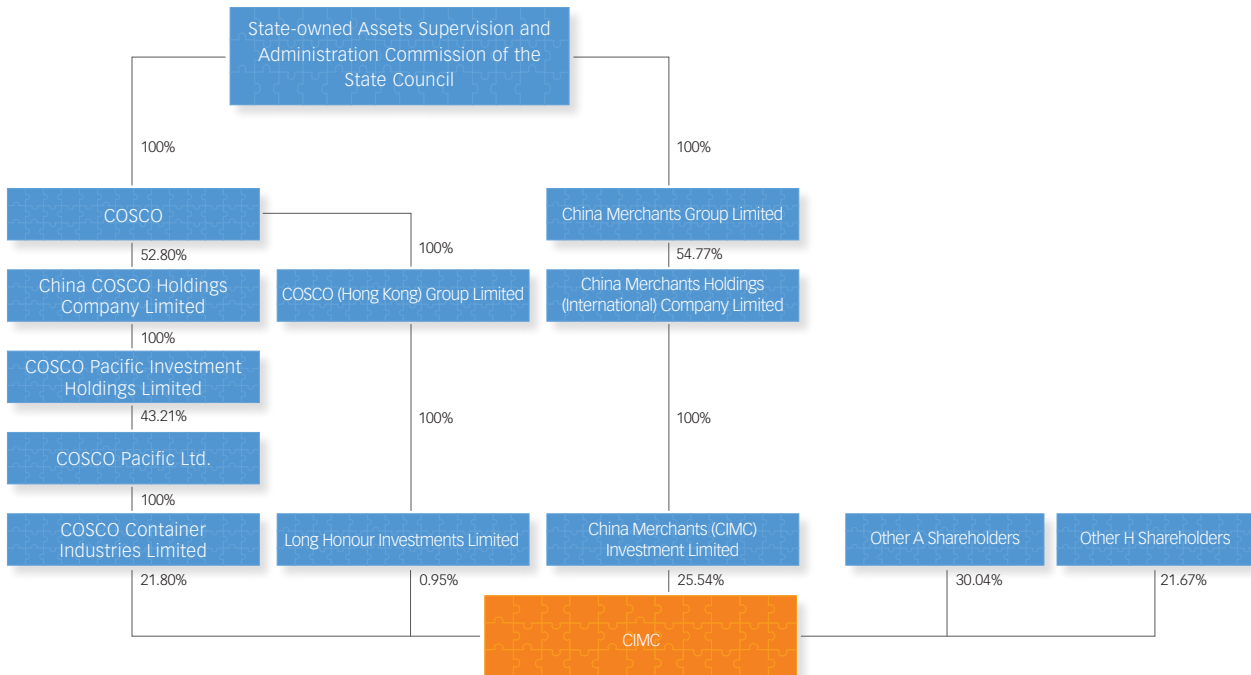 State-owned Assets Supervision and
Administration Commission of the
State Council
100%
100%
COSCO
China Merchants Group Limited
52.80%
100%
54.77%
China COSCO Holdings
Company Limited
COSCO (Hong Kong) Group Limited
China Merchants Holdings
(International) Company Limited
100%
COSCO Pacific Investment
Holdings Limited
43.21%
100%
100%
COSCO Pacific Ltd.
100%
COSCO Container
Industries Limited
Long Honour Investments Limited
China Merchants (CIMC)
Investment Limited
Other A Shareholders
Other H Shareholders
21.80%
0.95%
25.54%
30.04%
21.67%
CIMC